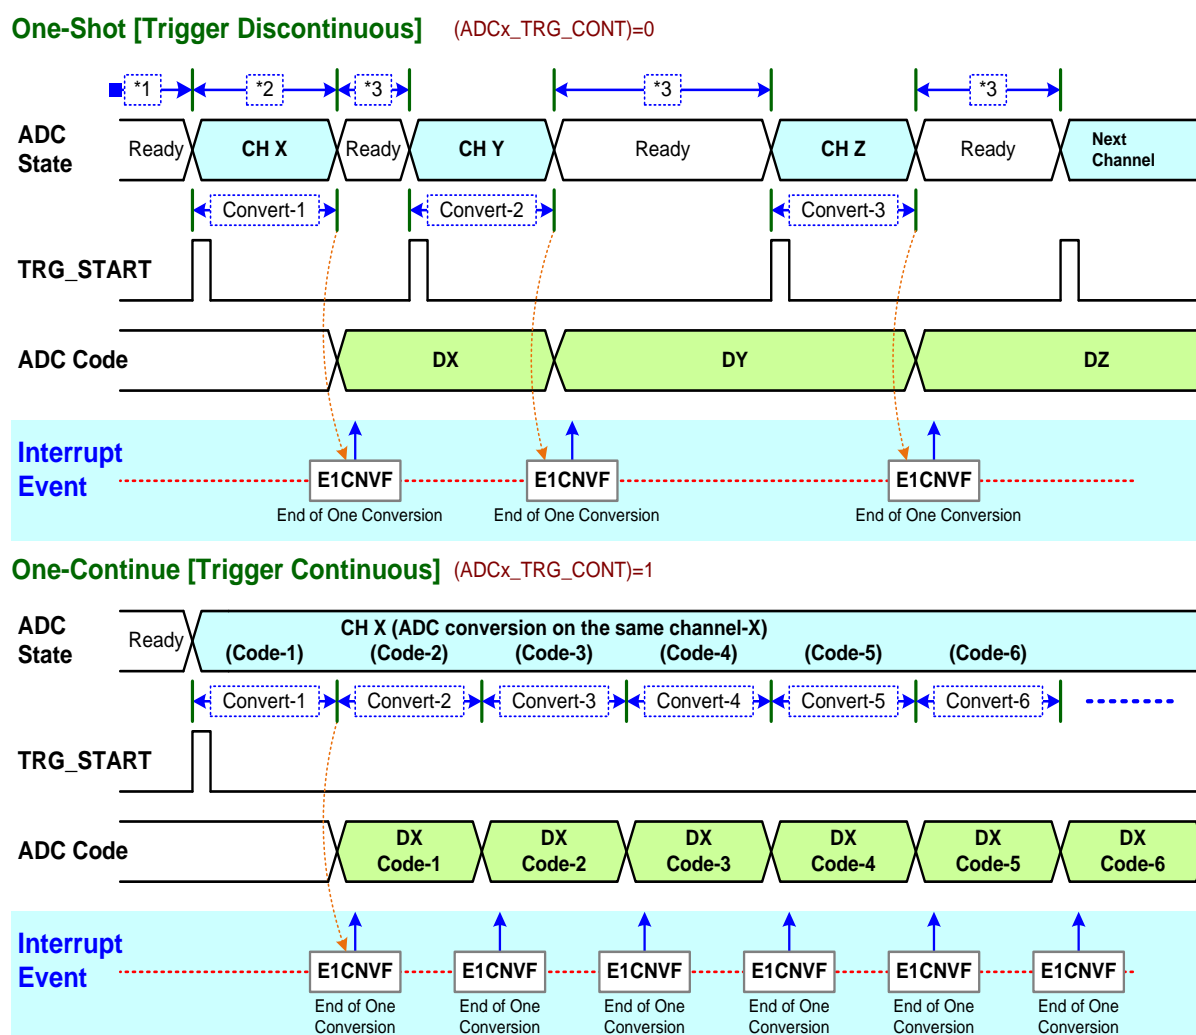 One-Shot [Trigger Discontinuous] (ADCx_TRG_CONT)=0
*1 *2 *3 *3 *3
ADC
State
Ready CH X Ready CH Y Ready CH Z Ready Next
Channel
Convert-1 Convert-2 Convert-3
TRG_START
ADC Code
DX DY DZ
Interrupt
Event
E1CNVF E1CNVF E1CNVF
End of One Conversion End of One Conversion End of One Conversion
One-Continue [Trigger Continuous] (ADCx_TRG_CONT)=1
ADC
State
Ready
CH X (ADC conversion on the same channel-X)
(Code-1) (Code-2) (Code-3) (Code-4) (Code-5) (Code-6)
Convert-1 Convert-2 Convert-3 Convert-4 Convert-5 Convert-6
TRG_START
ADC Code
DX DX DX DX DX DX
Code-1 Code-2 Code-3 Code-4 Code-5 Code-6
Interrupt
Event
E1CNVF E1CNVF E1CNVF E1CNVF E1CNVF E1CNVF
End of One End of One End of One End of One End of One End of One
Conversion Conversion Conversion Conversion Conversion Conversion